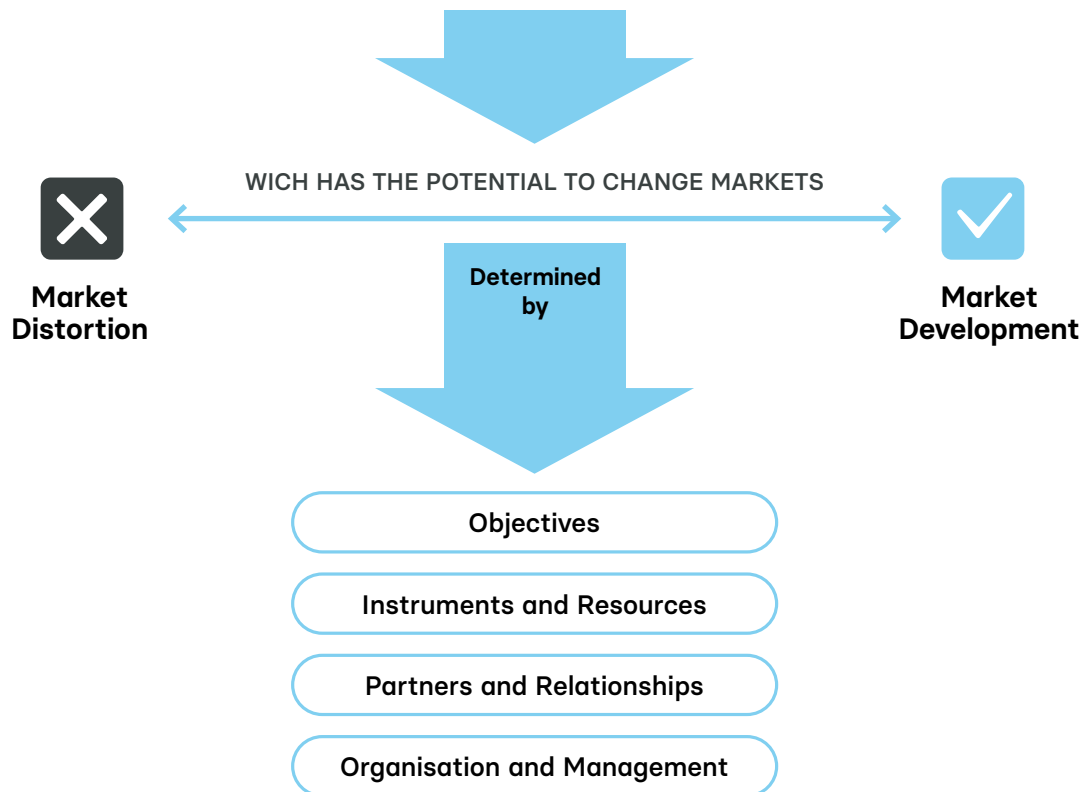 WICH HAS THE POTENTIAL TO CHANGE MARKETS
Market
Distortion
Determined
by
Market
Development
Objectives
Instruments and Resources
Partners and Relationships
Organisation and Management